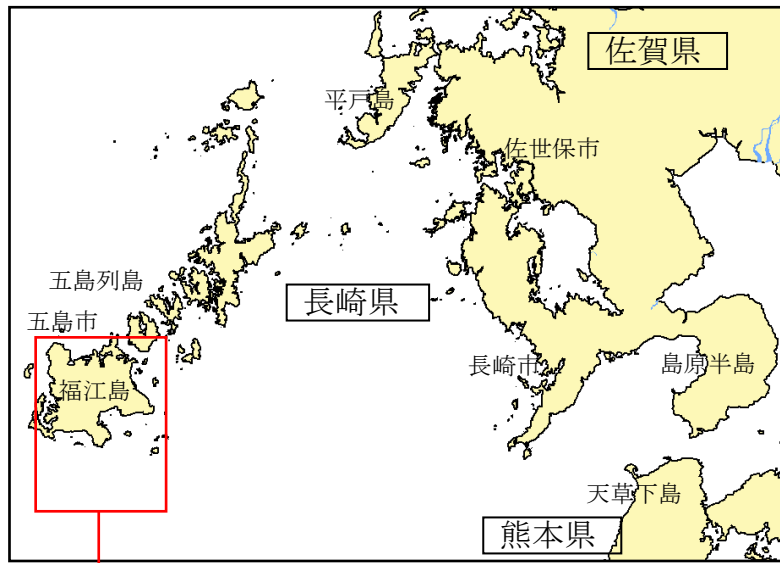 佐賀県
平戸島
佐世保市
五島列島
長崎県
五島市
長崎市
島原半島
福江島
天草下島
熊本県